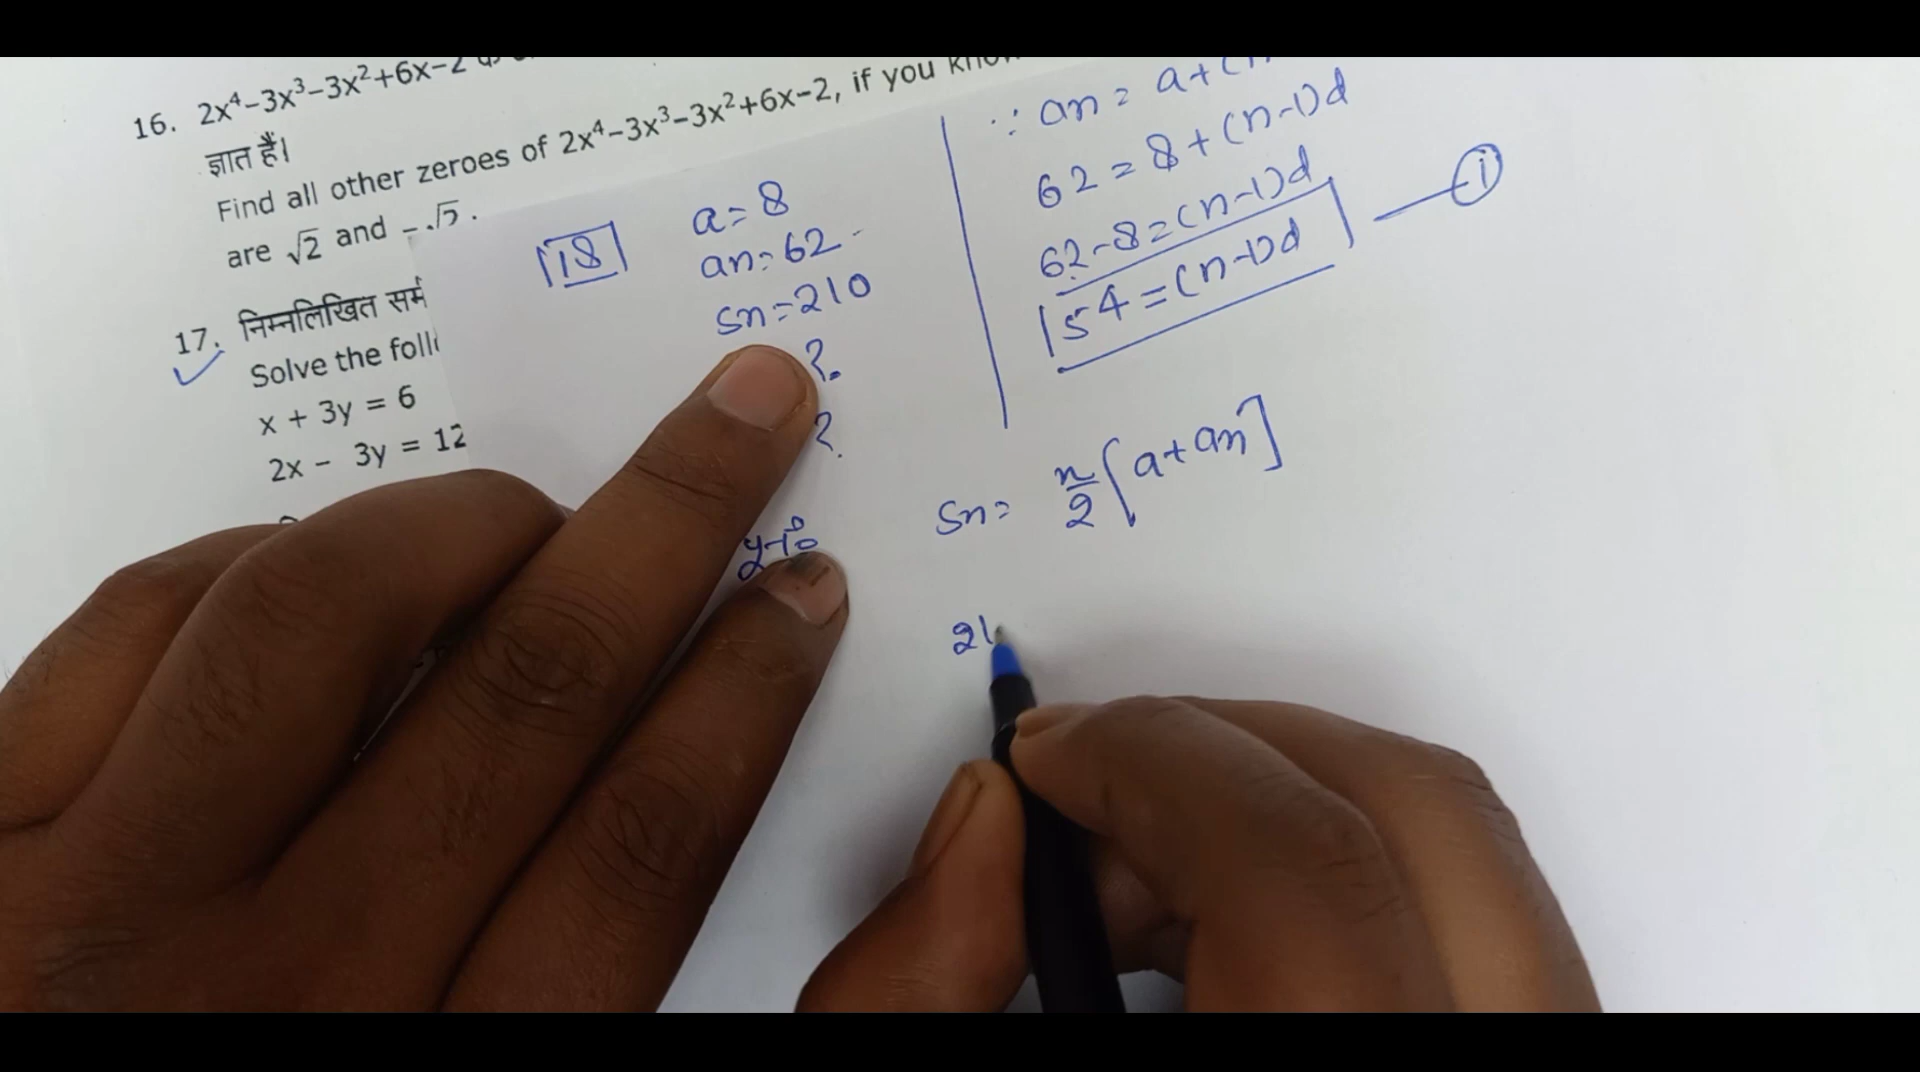 16. 2x⁴-3x³-3x²+6x-2
ज्ञात हैं।
Find all other zeroes of 2x⁴-3x³-3x²+6x-2, if you
are √2 and -√2.
17. निम्नलिखित
Solve the
x + 3y = 6
2x - 3y = 12
18
a=8
an=62
Sn=210
?
?
∵ an = a+(
62 = 8+(n-1)d
62-8=(n-1)d
54=(n-1)d
1
Sn= n/2[a+an]
21